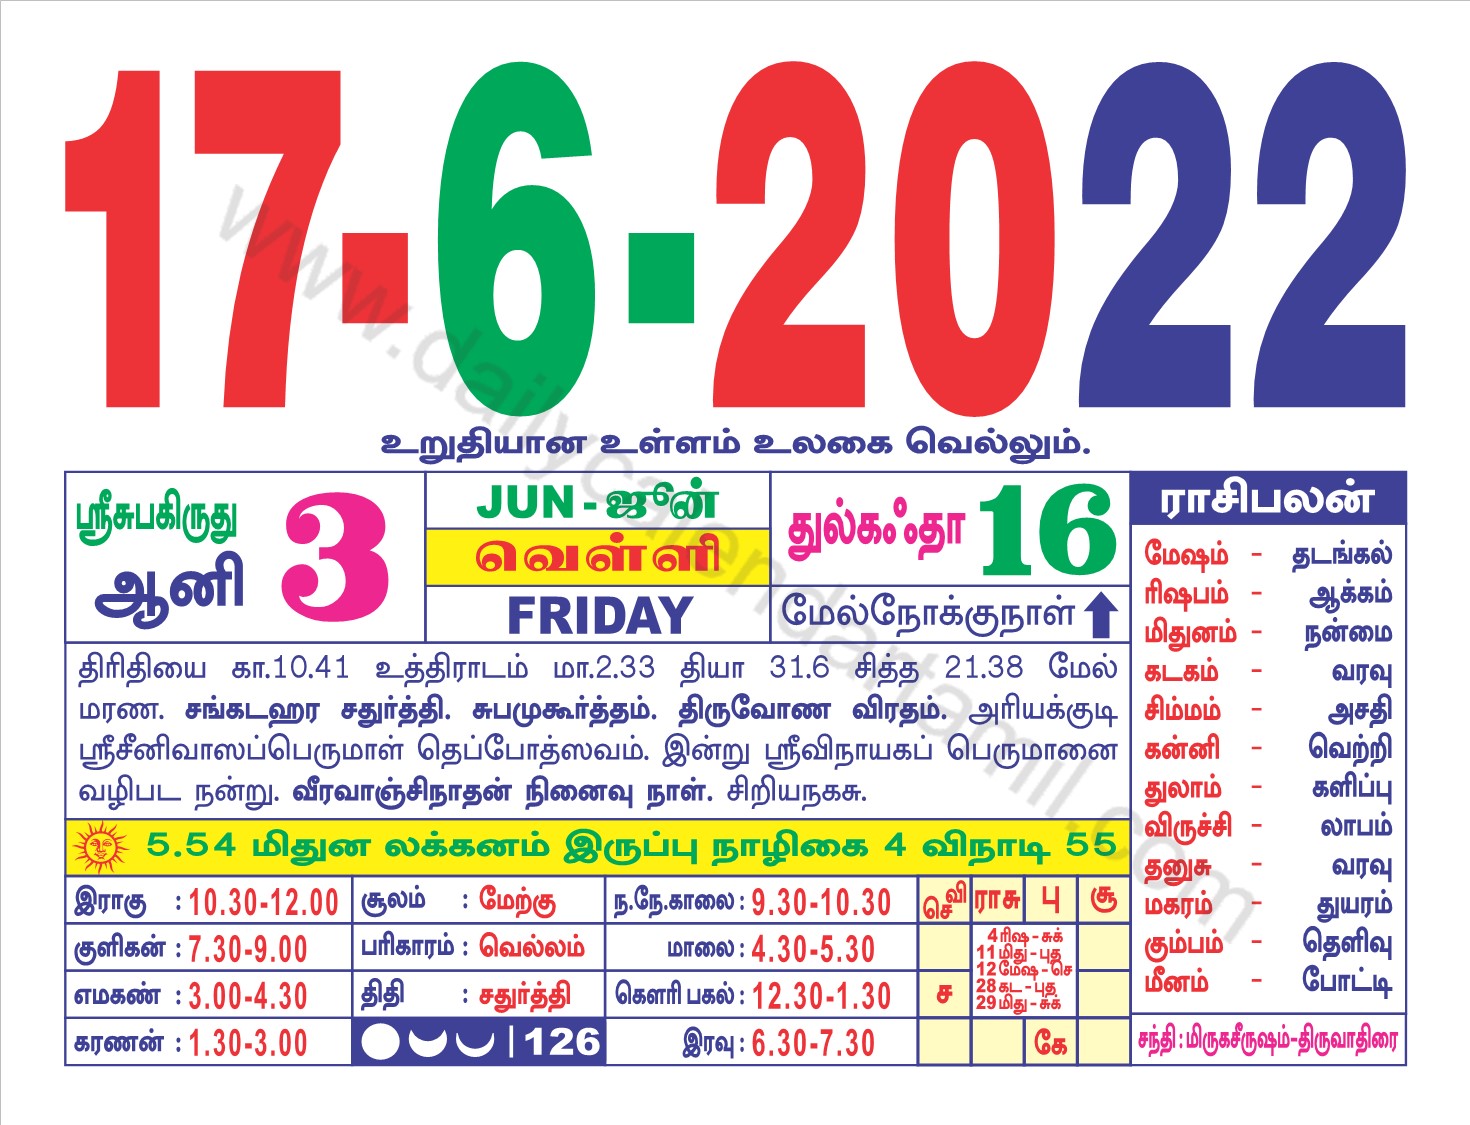 17-6-2022
உறுதியான உள்ளம் உலகை வெல்லும்.
ஸ்ரீசுபகிருது
ஆனி 3
JUN - ஜூன்
வெள்ளி
FRIDAY
துல்கஃதா 16
மேல்நோக்குநாள்
திரிதியை கா.10.41 உத்திராடம் மா.2.33 தியா 31.6 சித்த 21.38 மேல்
மரண. சங்கடஹர சதுர்த்தி. சுபமுகூர்த்தம். திருவோண விரதம். அரியக்குடி
ஸ்ரீசீனிவாஸப்பெருமாள் தெப்போத்ஸவம். இன்று ஸ்ரீவிநாயகப் பெருமானை
வழிபட நன்று. வீரவாஞ்சிநாதன் நினைவு நாள். சிறியநகசு.
5.54 மிதுன லக்கனம் இருப்பு நாழிகை 4 விநாடி 55
இராகு : 10.30-12.00
குளிகன் : 7.30-9.00
எமகண் : 3.00-4.30
கரணன் : 1.30-3.00
சூலம் : மேற்கு
பரிகாரம் : வெல்லம்
திதி : சதுர்த்தி
| 126
ந.நே.காலை : 9.30-10.30
மாலை : 4.30-5.30
கௌரி பகல் : 12.30-1.30
இரவு : 6.30-7.30
செ வி ராசு பு சூ
4 ரிஷ - சுக்
11 மிது - புத
12 மேஷ - செ
28 கட - புத
29 மிது - சுக்
ச
கே
ராசிபலன்
மேஷம் - தடங்கல்
ரிஷபம் - ஆக்கம்
மிதுனம் - நன்மை
கடகம் - வரவு
சிம்மம் - அசதி
கன்னி - வெற்றி
துலாம் - களிப்பு
விருச்சி - லாபம்
தனுசு - வரவு
மகரம் - துயரம்
கும்பம் - தெளிவு
மீனம் - போட்டி
சந்தி : மிருகசீருஷம்-திருவாதிரை
www.dailycalendartamil.com